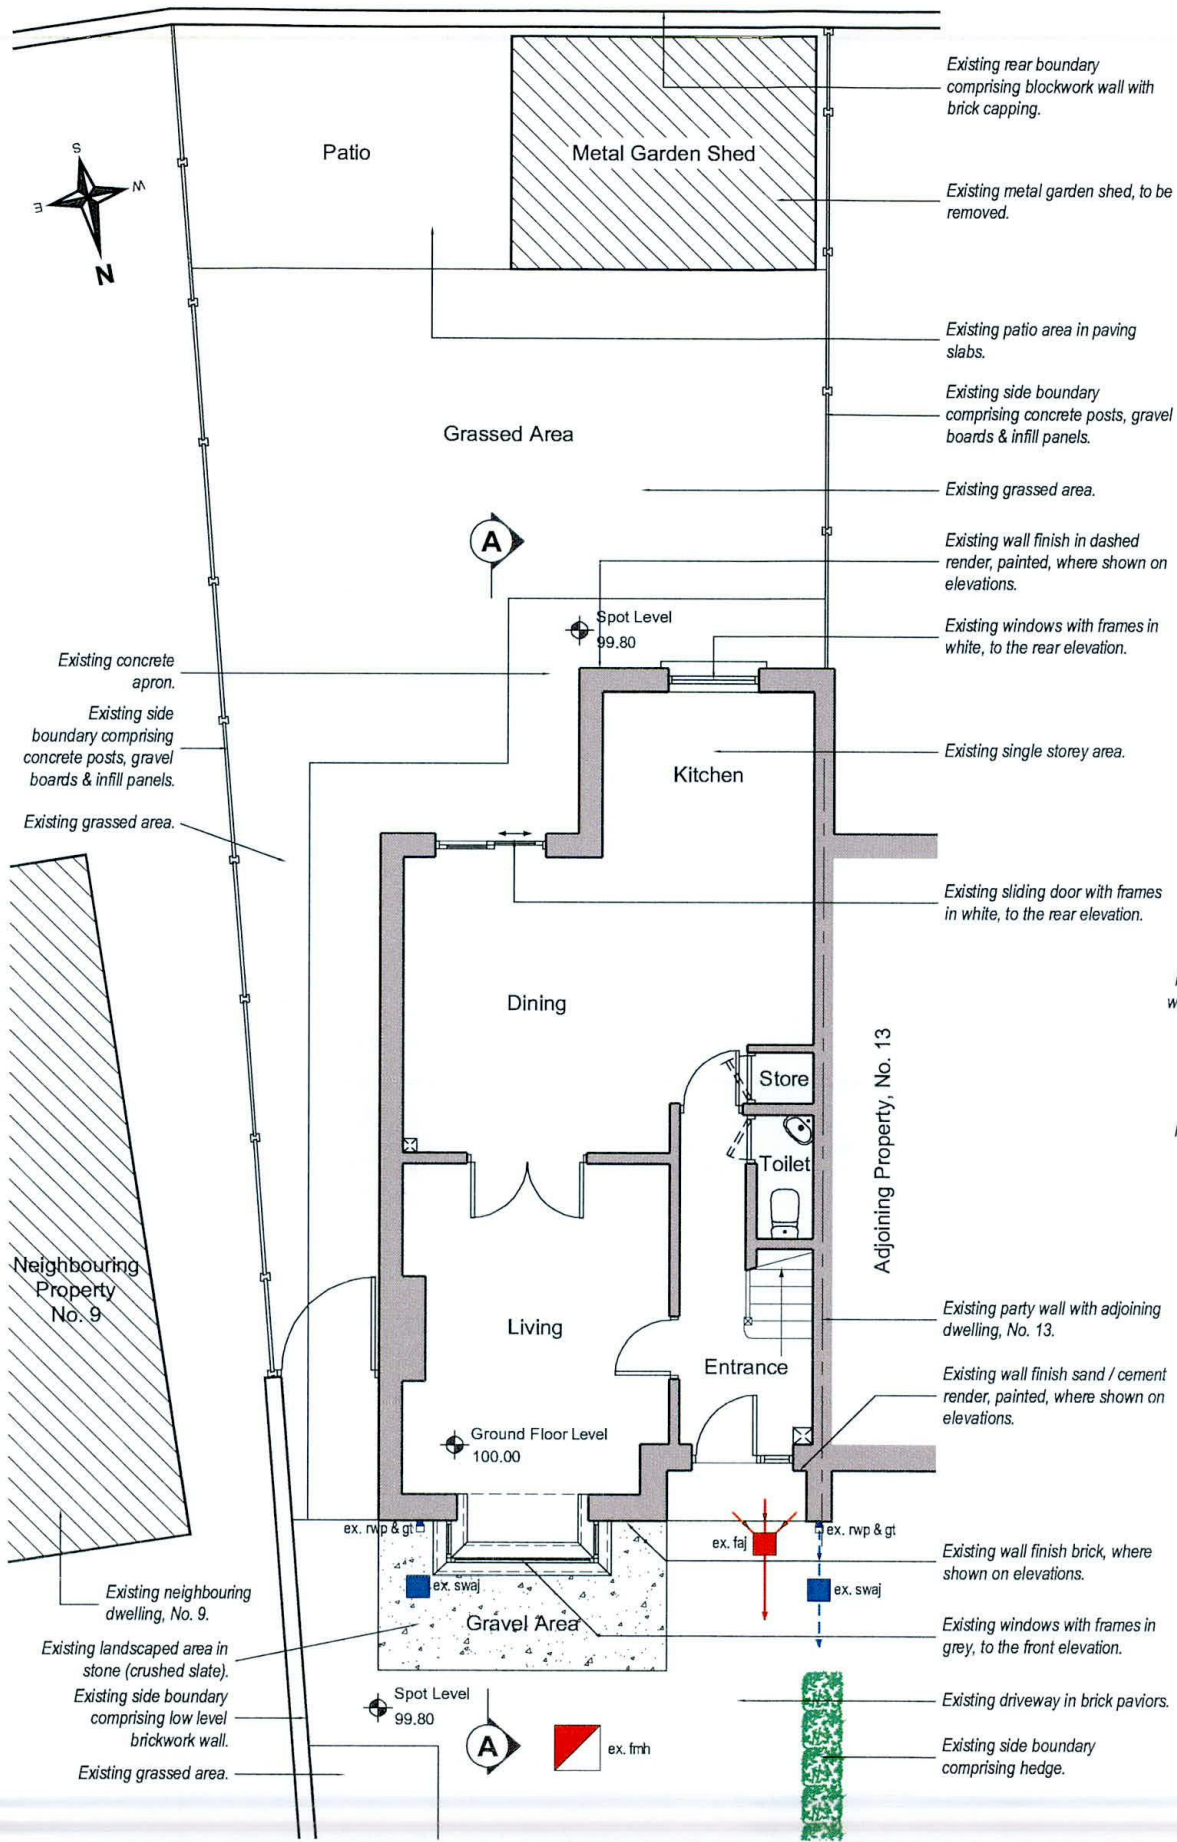 Existing rear boundary
comprising blockwork wall with
brick capping.
Patio
Metal Garden Shed
S
W
E
N
Existing metal garden shed, to be
removed.
Existing patio area in paving
slabs.
Existing side boundary
comprising concrete posts, gravel
boards & infill panels.
Grassed Area
Existing grassed area.
A
Existing wall finish in dashed
render, painted, where shown on
elevations.
Spot Level
99.80
Existing windows with frames in
white, to the rear elevation.
Existing concrete
apron.
Existing side
boundary comprising
concrete posts, gravel
boards & infill panels.
Existing single storey area.
Kitchen
Existing grassed area.
Existing sliding door with frames
in white, to the rear elevation.
Dining
Store
Toilet
Adjoining Property, No. 13
Neighbouring
Property
No. 9
Living
Entrance
Existing party wall with adjoining
dwelling, No. 13.
Existing wall finish sand / cement
render, painted, where shown on
elevations.
Ground Floor Level
100.00
ex. rwp & gt
ex. faj
ex. rwp & gt
Existing wall finish brick, where
shown on elevations.
ex. swaj
ex. swaj
Existing neighbouring
dwelling, No. 9.
Gravel Area
Existing windows with frames in
grey, to the front elevation.
Existing landscaped area in
stone (crushed slate).
Existing side boundary
comprising low level
brickwork wall.
Spot Level
99.80
Existing driveway in brick paviors.
A
ex. fmh
Existing side boundary
comprising hedge.
Existing grassed area.